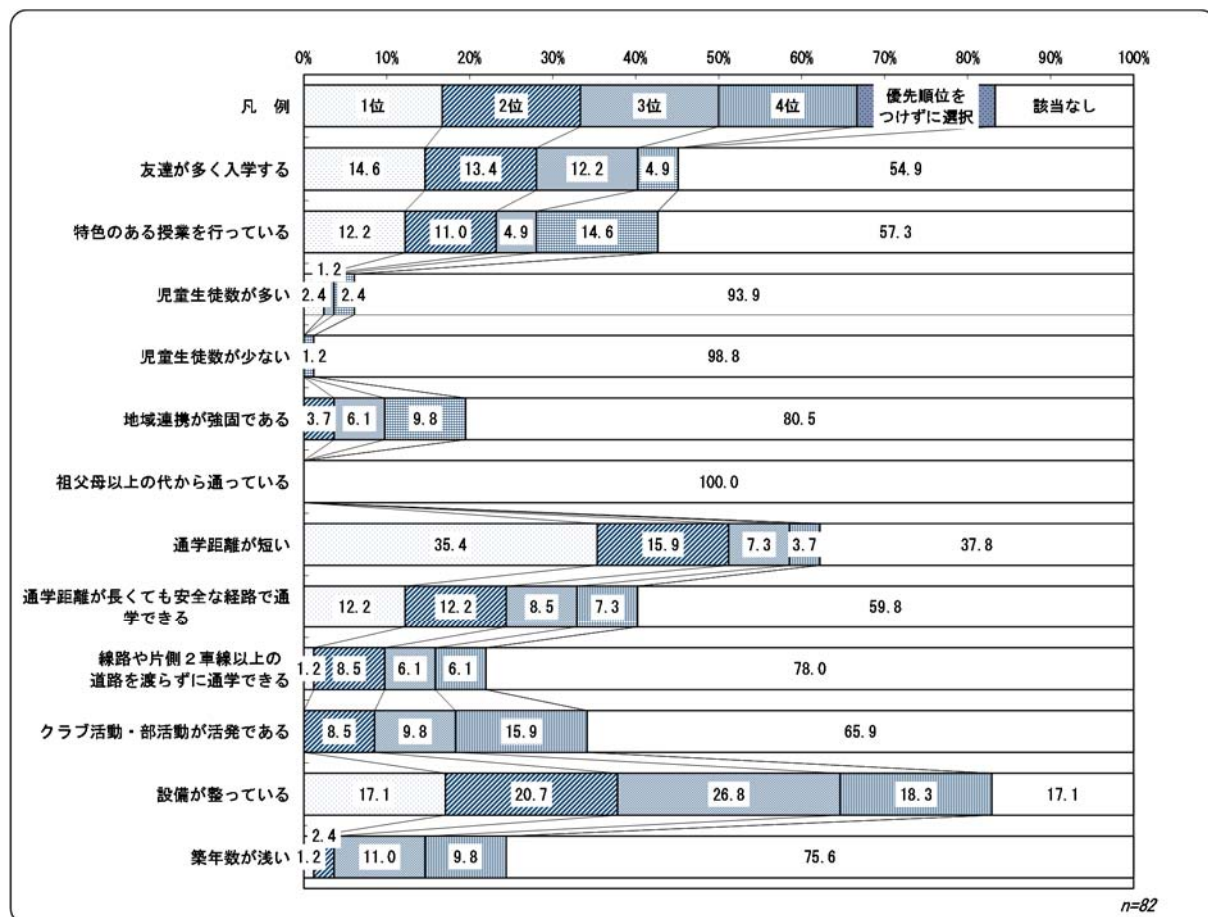 0% 10% 20% 30% 40% 50% 60% 70% 80% 90% 100%
凡 例 1位 2位 3位 4位 優先順位を
つけずに選択 該当なし
友達が多く入学する 14.6 13.4 12.2 4.9 54.9
特色のある授業を行っている 12.2 11.0 4.9 14.6 57.3
1.2
児童生徒数が多い 2.4 2.4 93.9
児童生徒数が少ない 1.2 98.8
地域連携が強固である 3.7 6.1 9.8 80.5
祖父母以上の代から通っている 100.0
通学距離が短い 35.4 15.9 7.3 3.7 37.8
通学距離が長くても安全な経路で通
学できる 12.2 12.2 8.5 7.3 59.8
線路や片側2車線以上の
道路を渡らずに通学できる 1.2 8.5 6.1 6.1 78.0
クラブ活動・部活動が活発である 8.5 9.8 15.9 65.9
設備が整っている 17.1 20.7 26.8 18.3 17.1
2.4
築年数が浅い 1.2 11.0 9.8 75.6
n=82